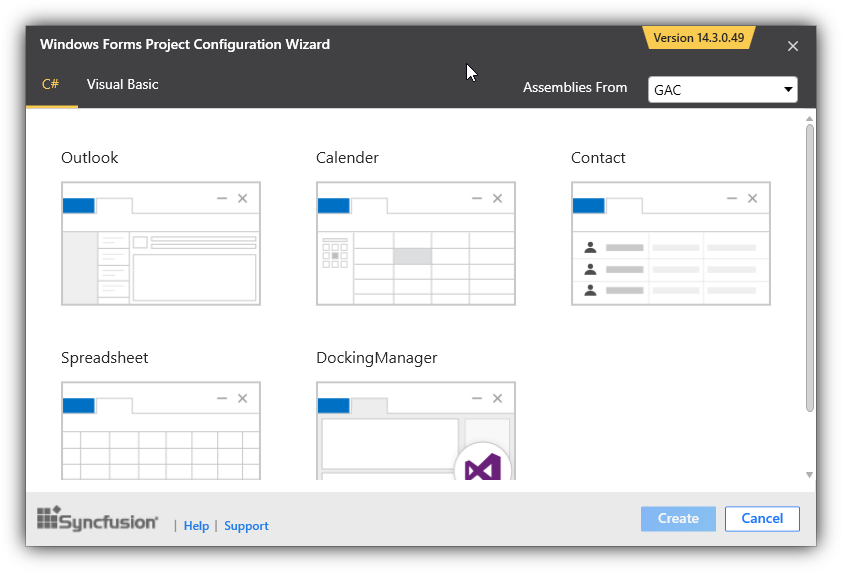 Windows Forms Project Configuration Wizard
Version 14.3.0.49
C# Visual Basic
Assemblies From GAC
Outlook Calender Contact
Spreadsheet DockingManager
Syncfusion | Help | Support
Create Cancel